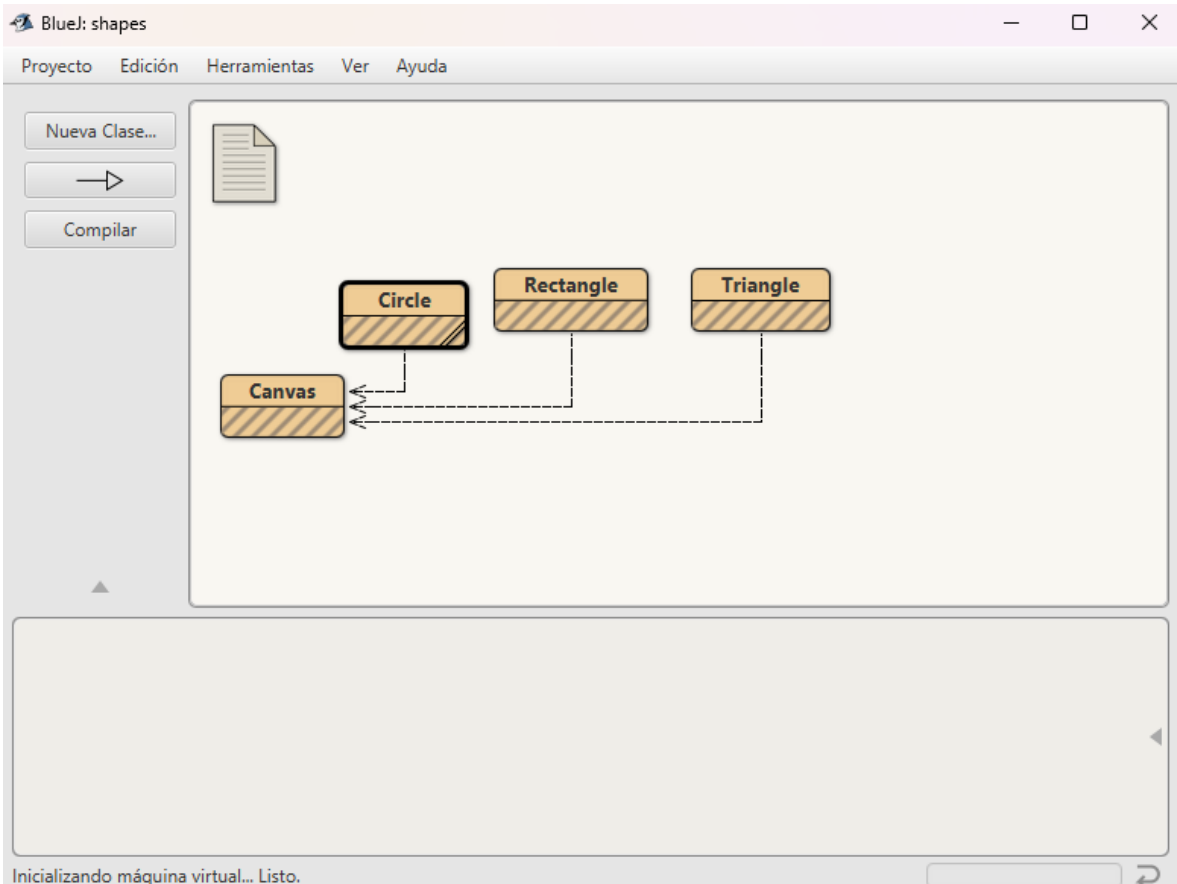 BlueJ: shapes
Proyecto Edición Herramientas Ver Ayuda
Nueva Clase...
Compilar
Circle
Rectangle
Triangle
Canvas
Inicializando máquina virtual... Listo.